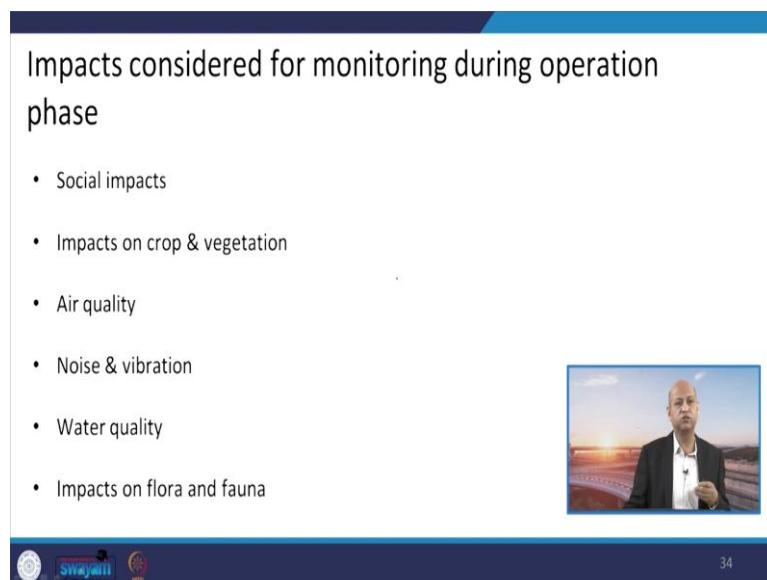 Impacts considered for monitoring during operation
phase
• Social impacts
• Impacts on crop & vegetation
• Air quality
• Noise & vibration
• Water quality
• Impacts on flora and fauna
swayam
34